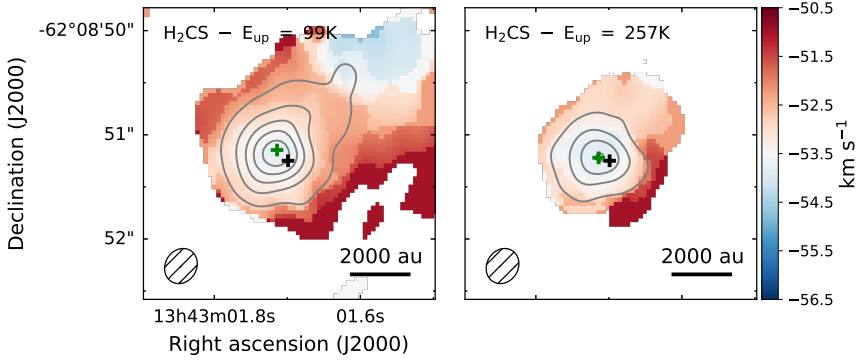 H₂CS − E_up = 99K
H₂CS − E_up = 257K
-62°08'50"
51"
52"
Declination (J2000)
2000 au
2000 au
13h43m01.8s
01.6s
Right ascension (J2000)
−50.5
−51.5
−52.5
−53.5
−54.5
−55.5
−56.5
km s⁻¹